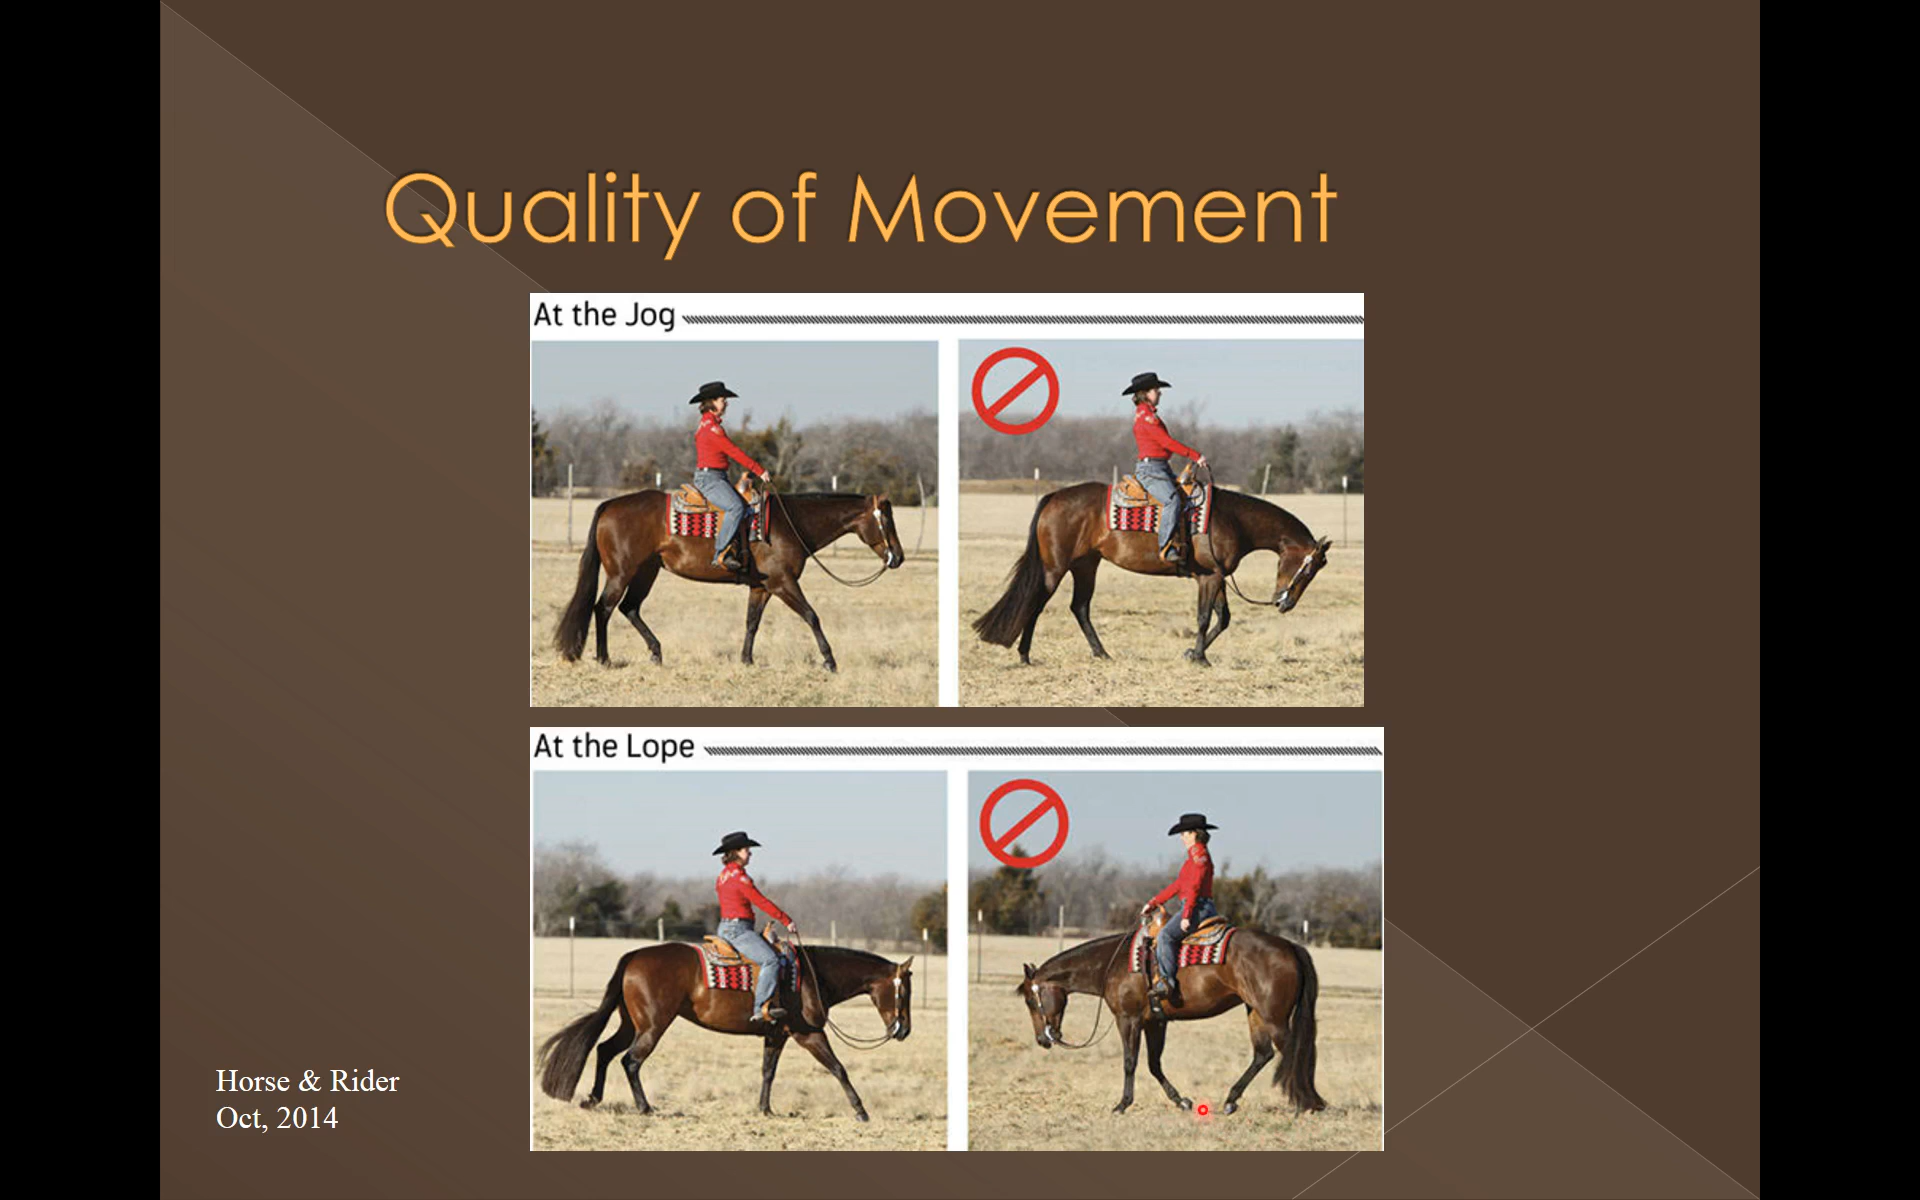 Quality of Movement
At the Jog
At the Lope
Horse & Rider
Oct, 2014